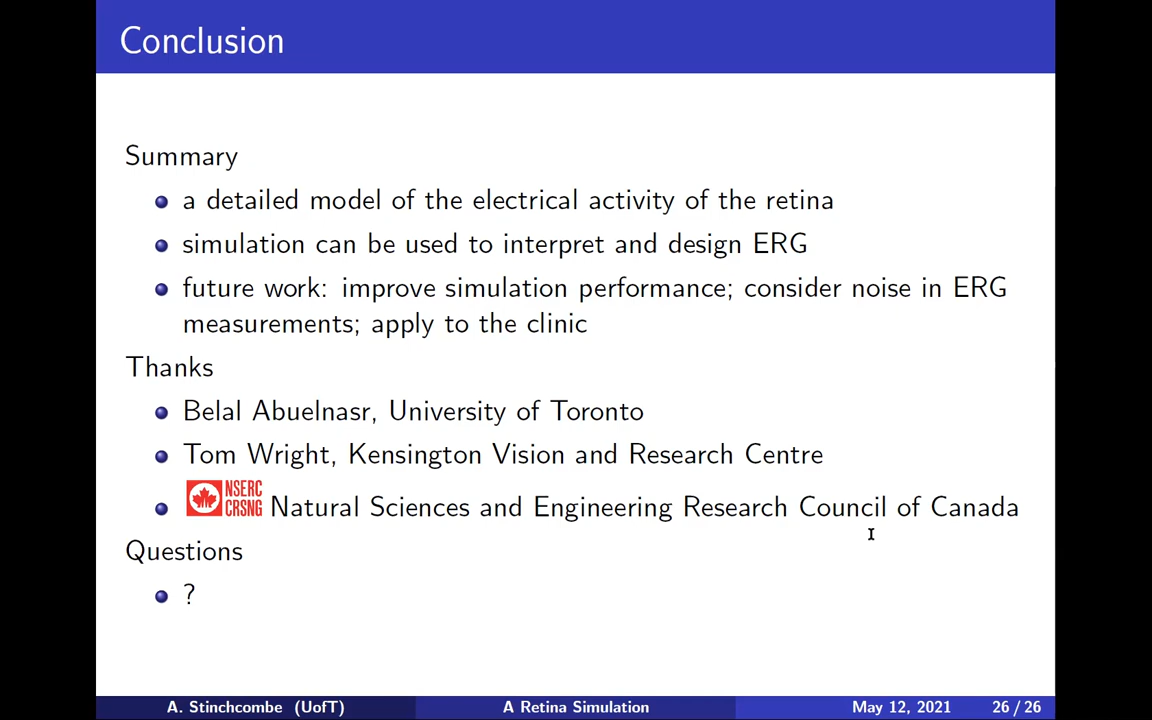 Conclusion
Summary
a detailed model of the electrical activity of the retina
simulation can be used to interpret and design ERG
future work: improve simulation performance; consider noise in ERG
measurements; apply to the clinic
Thanks
Belal Abuelnasr, University of Toronto
Tom Wright, Kensington Vision and Research Centre
NSERC
CRSNG
Natural Sciences and Engineering Research Council of Canada
Questions
?
A. Stinchcombe (UofT) A Retina Simulation May 12, 2021 26 / 26